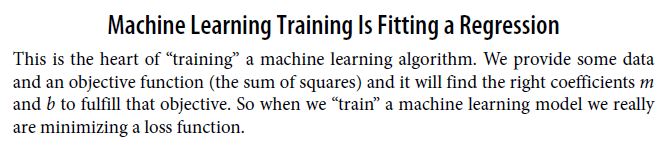 Machine Learning Training Is Fitting a Regression
This is the heart of “training” a machine learning algorithm. We provide some data
and an objective function (the sum of squares) and it will find the right coefficients m
and b to fulfill that objective. So when we “train” a machine learning model we really
are minimizing a loss function.